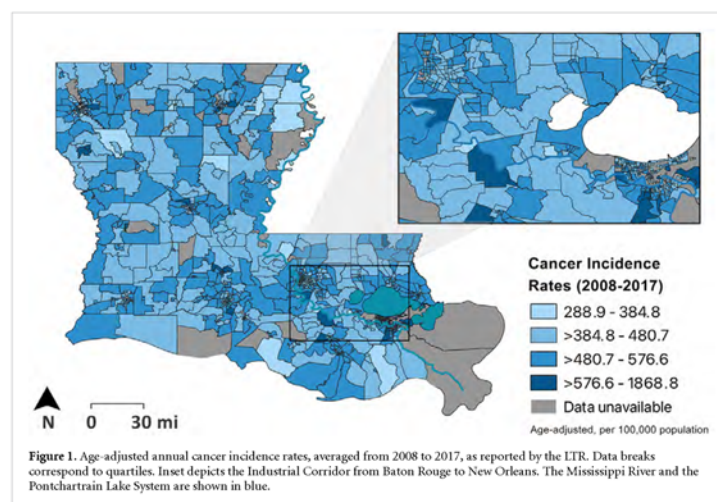 Cancer Incidence
Rates (2008-2017)
288.9 - 384.8
>384.8 - 480.7
>480.7 - 576.6
>576.6 - 1868.8
Data unavailable
Age-adjusted, per 100,000 population
N
0 30 mi
Figure 1. Age-adjusted annual cancer incidence rates, averaged from 2008 to 2017, as reported by the LTR. Data breaks
correspond to quartiles. Inset depicts the Industrial Corridor from Baton Rouge to New Orleans. The Mississippi River and the
Pontchartrain Lake System are shown in blue.